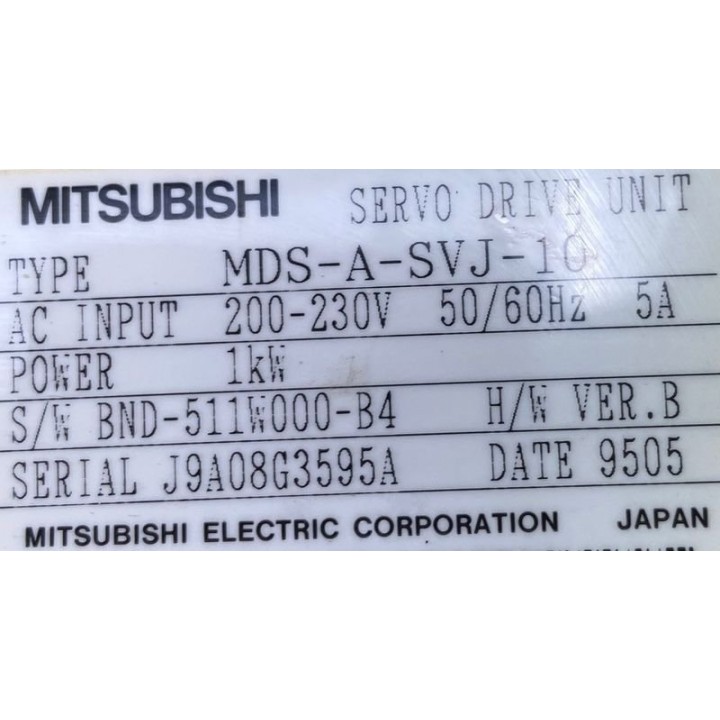 MITSUBISHI SERVO DRIVE UNIT
TYPE MDS-A-SVJ-10
AC INPUT 200-230V 50/60Hz 5A
POWER 1kW
S/W BND-511W000-B4 H/W VER.B
SERIAL J9A08G3595A DATE 9505
MITSUBISHI ELECTRIC CORPORATION JAPAN